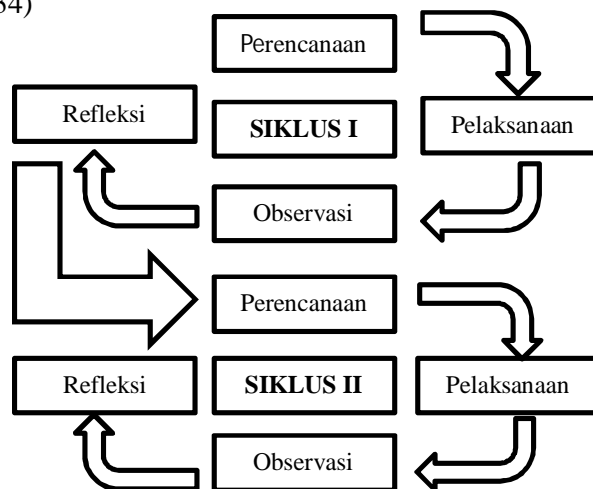 Perencanaan
Refleksi
SIKLUS I
Pelaksanaan
Observasi
Perencanaan
Refleksi
SIKLUS II
Pelaksanaan
Observasi